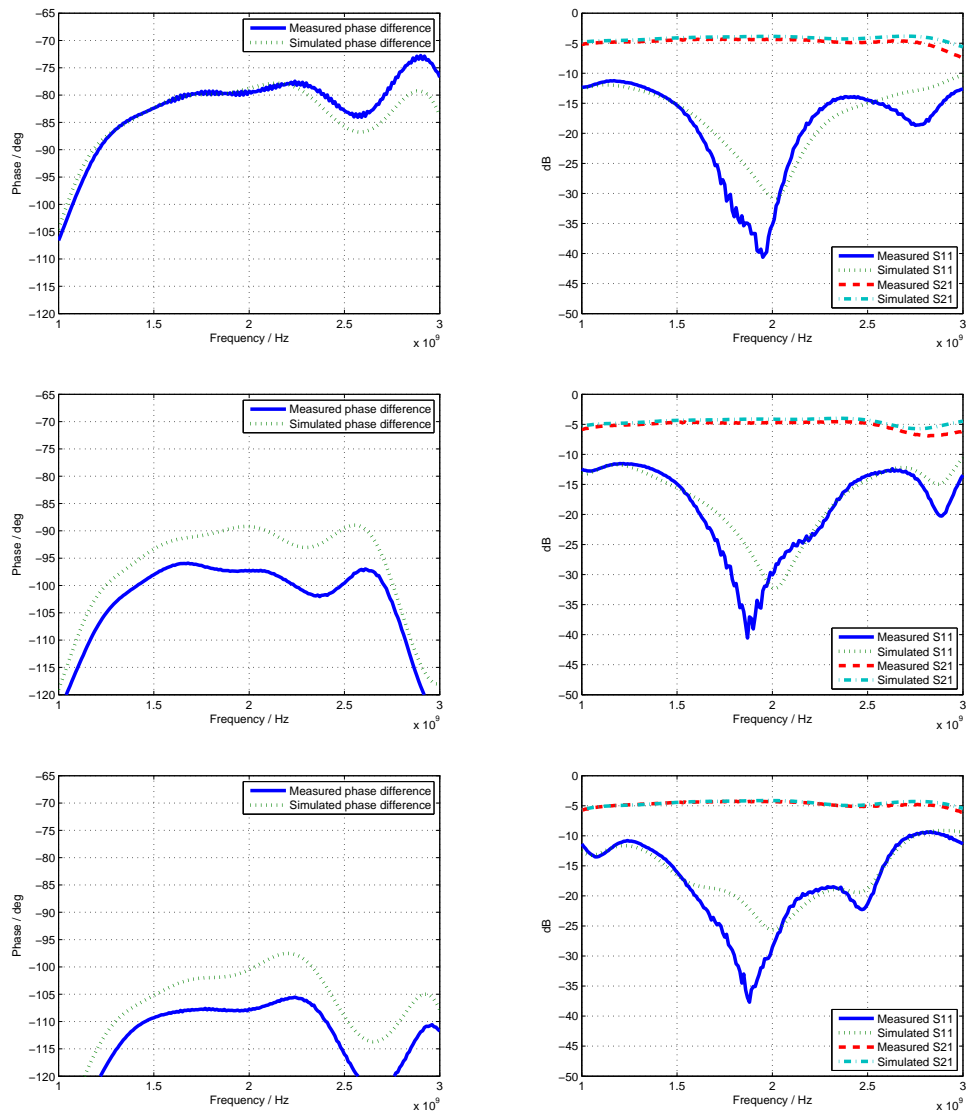 −65
−70
−75
−80
−85
−90
−95
−100
−105
−110
−115
−120
Phase / deg
Measured phase difference
Simulated phase difference
1 1.5 2 2.5 3
Frequency / Hz
x 10^9
0
−5
−10
−15
−20
−25
−30
−35
−40
−45
−50
dB
Measured S11
Simulated S11
Measured S21
Simulated S21
1 1.5 2 2.5 3
Frequency / Hz
x 10^9
−65
−70
−75
−80
−85
−90
−95
−100
−105
−110
−115
−120
Phase / deg
Measured phase difference
Simulated phase difference
1 1.5 2 2.5 3
Frequency / Hz
x 10^9
0
−5
−10
−15
−20
−25
−30
−35
−40
−45
−50
dB
Measured S11
Simulated S11
Measured S21
Simulated S21
1 1.5 2 2.5 3
Frequency / Hz
x 10^9
−65
−70
−75
−80
−85
−90
−95
−100
−105
−110
−115
−120
Phase / deg
Measured phase difference
Simulated phase difference
1 1.5 2 2.5 3
Frequency / Hz
x 10^9
0
−5
−10
−15
−20
−25
−30
−35
−40
−45
−50
dB
Measured S11
Simulated S11
Measured S21
Simulated S21
1 1.5 2 2.5 3
Frequency / Hz
x 10^9